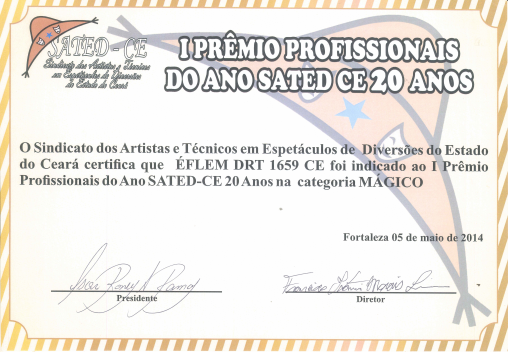 SATED - CE
Sindicato dos Artistas e Técnicos
em Espetáculos de Diversões
do Estado do Ceará
I PRÊMIO PROFISSIONAIS
DO ANO SATED CE 20 ANOS
O Sindicato dos Artistas e Técnicos em Espetáculos de Diversões do Estado
do Ceará certifica que ÉFLEM DRT 1659 CE foi indicado ao I Prêmio
Profissionais do Ano SATED-CE 20 Anos na categoria MÁGICO
Fortaleza 05 de maio de 2014
Presidente
Diretor